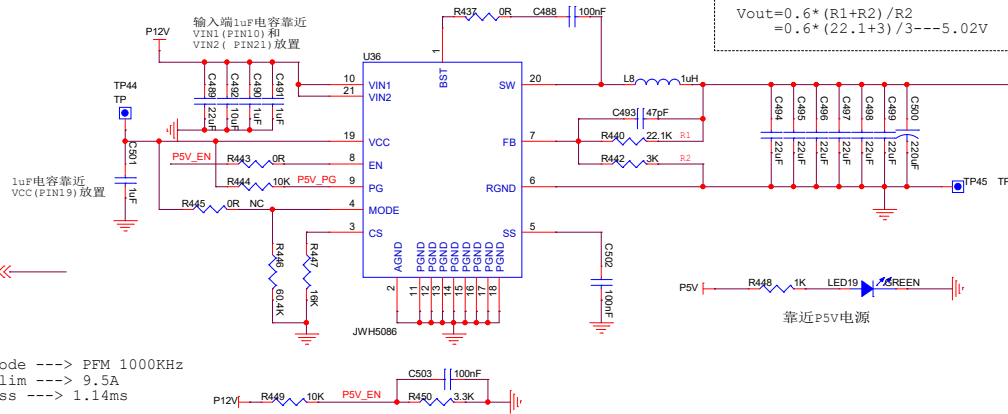 Vout=0.6*(R1+R2)/R2
=0.6*(22.1+3)/3---5.02V
输入端1uF电容靠近
VIN1(PIN10)和
VIN2( PIN21)放置
P12V
R437
0R
C488
100nF
U36
1
BST
10
VIN1
21
VIN2
SW
20
L8
1uH
C489
22uF
C492
10uF
C490
1uF
C491
1uF
TP44
TP
C501
1uF
1uF电容靠近
VCC(PIN19)放置
19
VCC
P5V_EN
R443
0R
8
EN
R444
10K
P5V_PG
9
PG
R445
0R
NC
4
MODE
3
CS
R446
60.4K
R447
16K
C493
47pF
FB
7
R440
22.1K
R1
R442
3K
R2
RGND
6
SS
5
C502
100nF
C494
22uF
C495
22uF
C496
22uF
C497
22uF
C498
22uF
C499
22uF
C500
220uF
TP45
TP
AGND
PGND
PGND
PGND
PGND
PGND
PGND
PGND
2
11
12
13
14
15
16
17
18
JWH5086
P5V
R448
1K
LED19
GREEN
靠近P5V电源
ode ---> PFM 1000KHz
lim ---> 9.5A
ss ---> 1.14ms
P12V
R449
10K
P5V_EN
C503
100nF
R450
3.3K